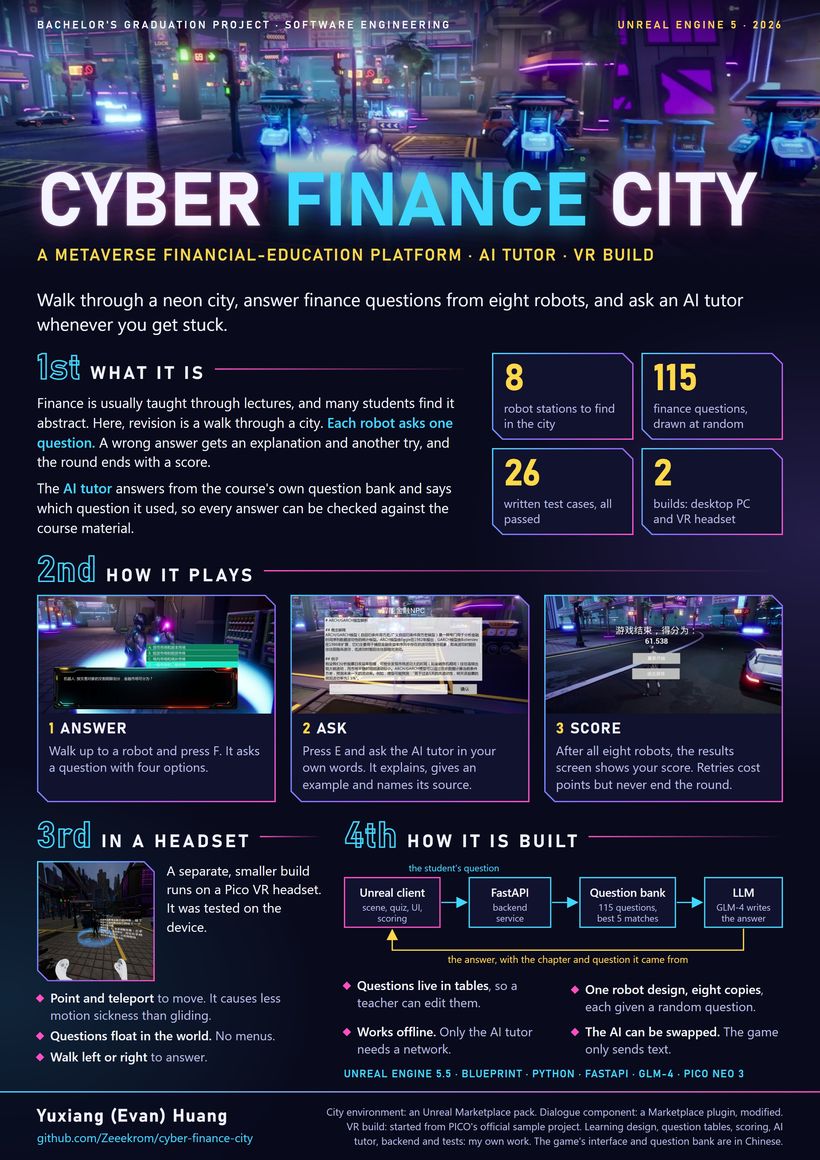 BACHELOR'S GRADUATION PROJECT · SOFTWARE ENGINEERING
UNREAL ENGINE 5 · 2026
CYBER FINANCE CITY
A METAVERSE FINANCIAL-EDUCATION PLATFORM · AI TUTOR · VR BUILD
Walk through a neon city, answer finance questions from eight robots, and ask an AI tutor
whenever you get stuck.
1st WHAT IT IS
Finance is usually taught through lectures, and many students find it
abstract. Here, revision is a walk through a city. Each robot asks one
question. A wrong answer gets an explanation and another try, and
the round ends with a score.
The AI tutor answers from the course's own question bank and says
which question it used, so every answer can be checked against the
course material.
8
robot stations to find
in the city
115
finance questions,
drawn at random
26
written test cases, all
passed
2
builds: desktop PC
and VR headset
2nd HOW IT PLAYS
1 ANSWER
Walk up to a robot and press F. It asks
a question with four options.
确认
2 ASK
Press E and ask the AI tutor in your
own words. It explains, gives an
example and names its source.
游戏结束，得分为：
61.538
3 SCORE
After all eight robots, the results
screen shows your score. Retries cost
points but never end the round.
3rd IN A HEADSET
A separate, smaller build
runs on a Pico VR headset.
It was tested on the
device.
Point and teleport to move. It causes less
motion sickness than gliding.
Questions float in the world. No menus.
Walk left or right to answer.
4th HOW IT IS BUILT
the student's question
Unreal client
scene, quiz, UI,
scoring
FastAPI
backend
service
Question bank
115 questions,
best 5 matches
LLM
GLM-4 writes
the answer
the answer, with the chapter and question it came from
Questions live in tables, so a
teacher can edit them.
One robot design, eight copies,
each given a random question.
Works offline. Only the AI tutor
needs a network.
The AI can be swapped. The game
only sends text.
UNREAL ENGINE 5.5 · BLUEPRINT · PYTHON · FASTAPI · GLM-4 · PICO NEO 3
Yuxiang (Evan) Huang
github.com/Zeeekrom/cyber-finance-city
City environment: an Unreal Marketplace pack. Dialogue component: a Marketplace plugin, modified.
VR build: started from PICO's official sample project. Learning design, question tables, scoring, AI
tutor, backend and tests: my own work. The game's interface and question bank are in Chinese.